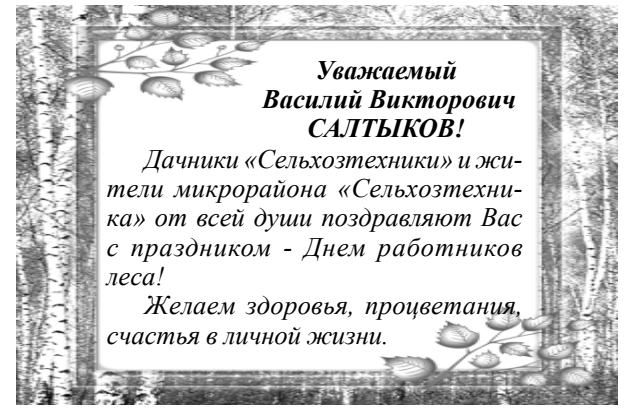 Уважаемый
Василий Викторович
САЛТЫКОВ!
Дачники «Сельхозтехники» и жи-
тели микрорайона «Сельхозтехни-
ка» от всей души поздравляют Вас
с праздником - Днем работников
леса!
Желаем здоровья, процветания,
счастья в личной жизни.